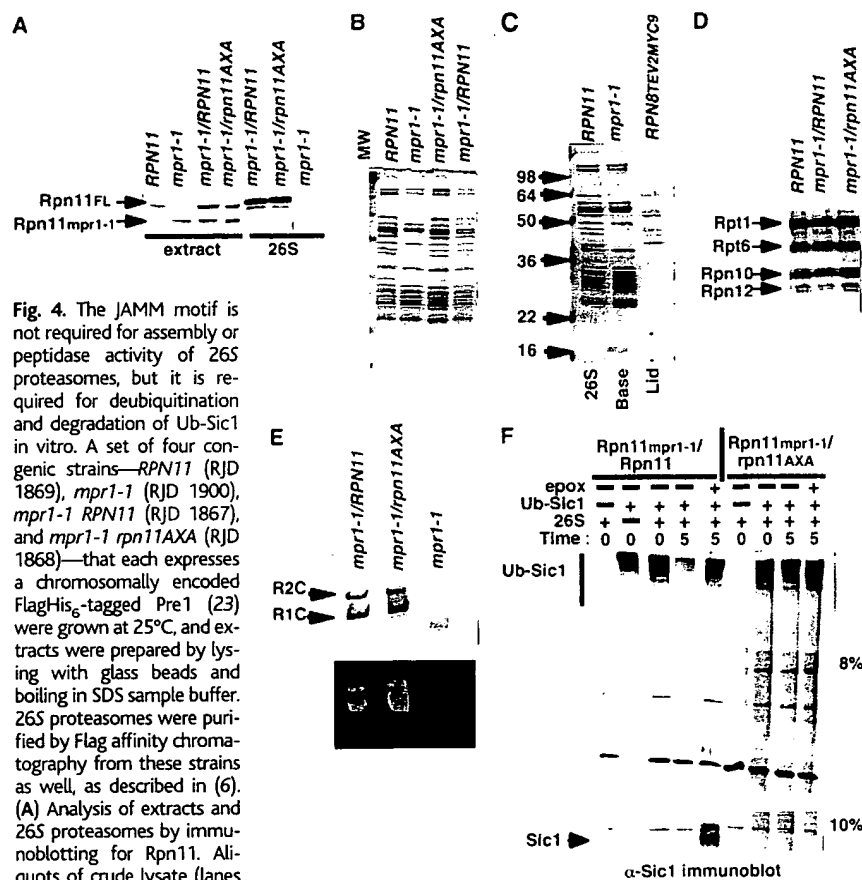 A
RPN11
mpr1-1
mpr1-1/RPN11
mpr1-1/rpn11AXA
mpr1-1/RPN11
mpr1-1/rpn11AXA
mpr1-1
Rpn11FL
Rpn11mpr1-1
extract
26S
B
MW
RPN11
mpr1-1
mpr1-1/rpn11AXA
mpr1-1/RPN11
C
RPN11
mpr1-1
RPN8TEV2MYC9
98
64
50
36
22
16
26S
Base
Lid
D
RPN11
mpr1-1/RPN11
mpr1-1/rpn11AXA
Rpt1
Rpt6
Rpn10
Rpn12
Fig. 4. The JAMM motif is
not required for assembly or
peptidase activity of 26S
proteasomes, but it is re-
quired for deubiquitination
and degradation of Ub-Sic1
in vitro. A set of four con-
genic strains—RPN11 (RJD
1869), mpr1-1 (RJD 1900),
mpr1-1 RPN11 (RJD 1867),
and mpr1-1 rpn11AXA (RJD
1868)—that each expresses
a chromosomally encoded
FlagHis6-tagged Pre1 (23)
were grown at 25°C, and ex-
tracts were prepared by lys-
ing with glass beads and
boiling in SDS sample buffer.
26S proteasomes were puri-
fied by Flag affinity chroma-
tography from these strains
as well, as described in (6).
(A) Analysis of extracts and
26S proteasomes by immu-
noblotting for Rpn11. Ali-
quots of crude lysate (lanes
E
mpr1-1/RPN11
mpr1-1/rpn11AXA
mpr1-1
R2C
R1C
F
Rpn11mpr1-1/
Rpn11
Rpn11mpr1-1/
rpn11AXA
epox − − − − + − − − +
Ub-Sic1 − + + + + − + + +
26S + − + + + + + + +
Time : 0 0 0 5 5 0 0 5 5
Ub-Sic1
8%
10%
Sic1
α-Sic1 immunoblot